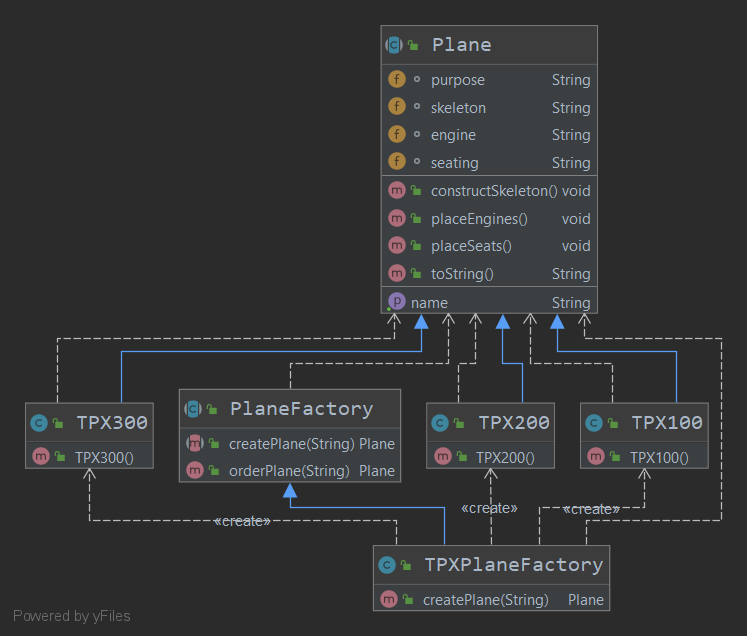 Plane
purpose String
skeleton String
engine String
seating String
constructSkeleton() void
placeEngines() void
placeSeats() void
toString() String
name String
TPX300
TPX300()
PlaneFactory
createPlane(String) Plane
orderPlane(String) Plane
TPX200
TPX200()
TPX100
TPX100()
«create»
«create»
«create»
TPXPlaneFactory
createPlane(String) Plane
Powered by yFiles